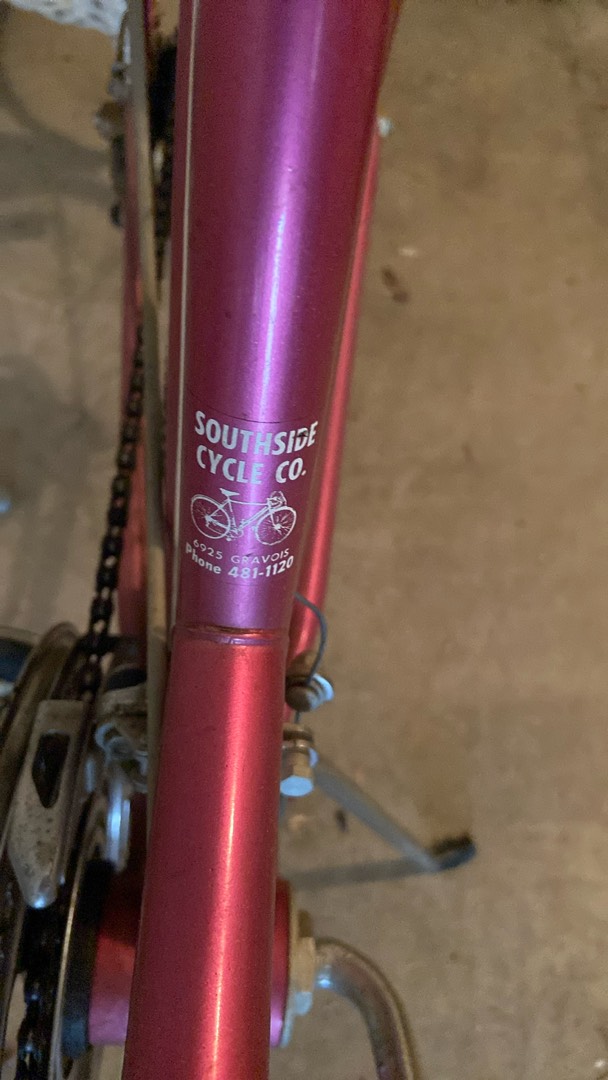 SOUTHSIDE
CYCLE CO.
6925 GRAVOIS
Phone 481-1120